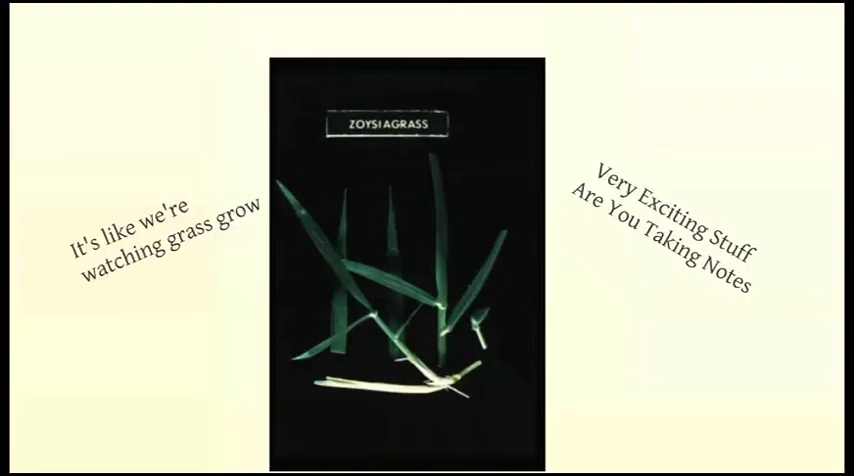 ZOYSIAGRASS
It's like we're
watching grass grow
Very Exciting Stuff
Are You Taking Notes